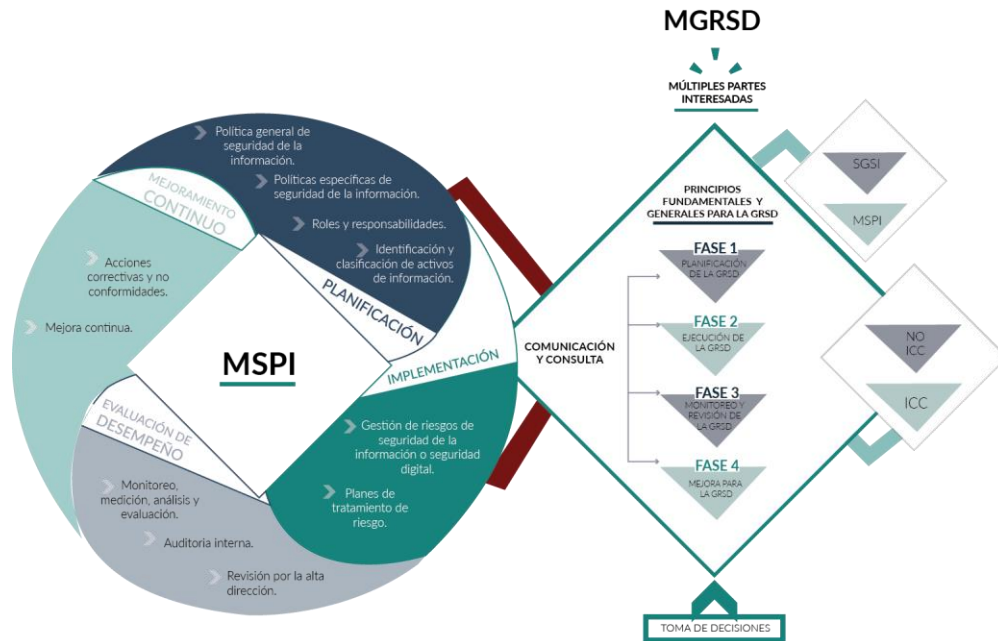 MGRSD
MÚLTIPLES PARTES
INTERESADAS
Política general de
seguridad de la
información.
Políticas específicas de
seguridad de la información.
Roles y responsabilidades.
Identificación y
clasificación de activos
de información.
PLANIFICACIÓN
MEJORAMIENTO
CONTINUO
Acciones
correctivas y no
conformidades.
Mejora continua.
MSPI
IMPLEMENTACIÓN
Gestión de riesgos de
seguridad de la
información o seguridad
digital.
Planes de
tratamiento de
riesgo.
EVALUACIÓN DE
DESEMPEÑO
Monitoreo,
medición, análisis y
evaluación.
Auditoria interna.
Revisión por la alta
dirección.
PRINCIPIOS
FUNDAMENTALES Y
GENERALES PARA LA GRSD
COMUNICACIÓN
Y CONSULTA
FASE 1
PLANIFICACIÓN
DE LA GRSD
FASE 2
EJECUCIÓN DE
LA GRSD
FASE 3
MONITOREO Y
REVISIÓN DE
LA GRSD
FASE 4
MEJORA PARA
LA GRSD
SGSI
MSPI
NO
ICC
ICC
TOMA DE DECISIONES